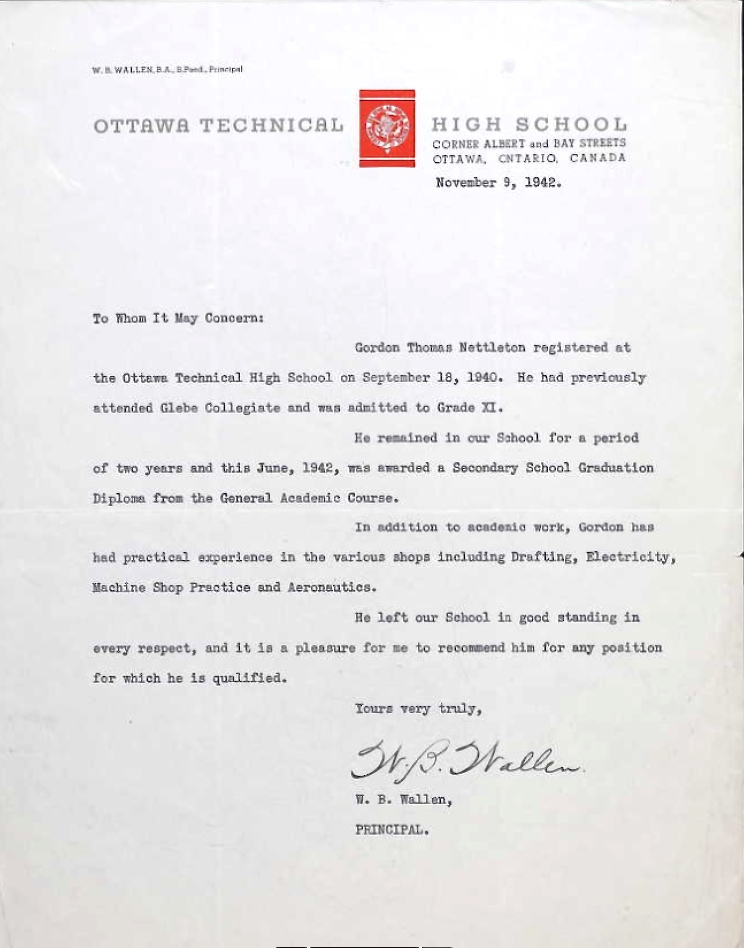 W. B. WALLEN, B.A., B.Paed., Principal
OTTAWA TECHNICAL HIGH SCHOOL
CORNER ALBERT and BAY STREETS
OTTAWA, ONTARIO, CANADA
November 9, 1942.
To Whom It May Concern:
Gordon Thomas Nettleton registered at
the Ottawa Technical High School on September 18, 1940. He had previously
attended Glebe Collegiate and was admitted to Grade XI.
He remained in our School for a period
of two years and this June, 1942, was awarded a Secondary School Graduation
Diploma from the General Academic Course.
In addition to academic work, Gordon has
had practical experience in the various shops including Drafting, Electricity,
Machine Shop Practice and Aeronautics.
He left our School in good standing in
every respect, and it is a pleasure for me to recommend him for any position
for which he is qualified.
Yours very truly,
W. B. Wallen.
W. B. Wallen,
PRINCIPAL.